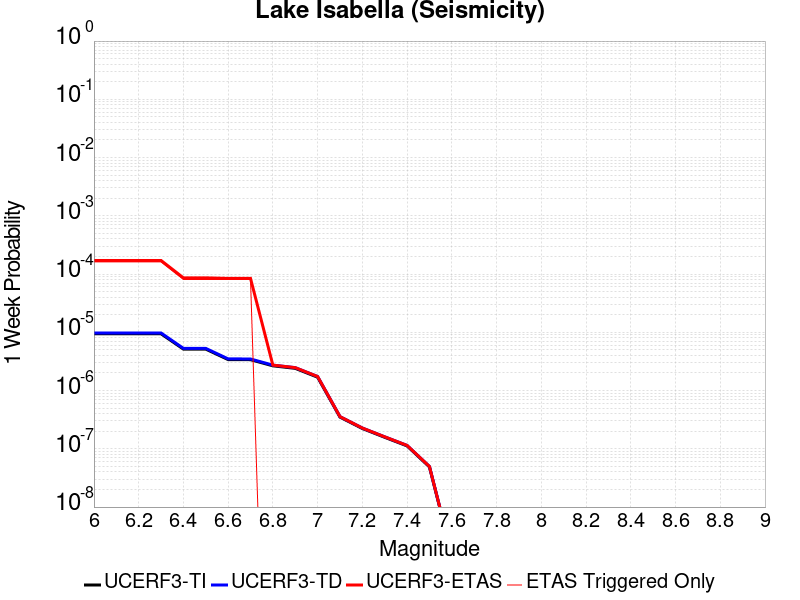 Lake Isabella (Seismicity)
1 Week Probability
10^0
10^-1
10^-2
10^-3
10^-4
10^-5
10^-6
10^-7
10^-8
6 6.2 6.4 6.6 6.8 7 7.2 7.4 7.6 7.8 8 8.2 8.4 8.6 8.8 9
Magnitude
UCERF3-TI UCERF3-TD UCERF3-ETAS ETAS Triggered Only